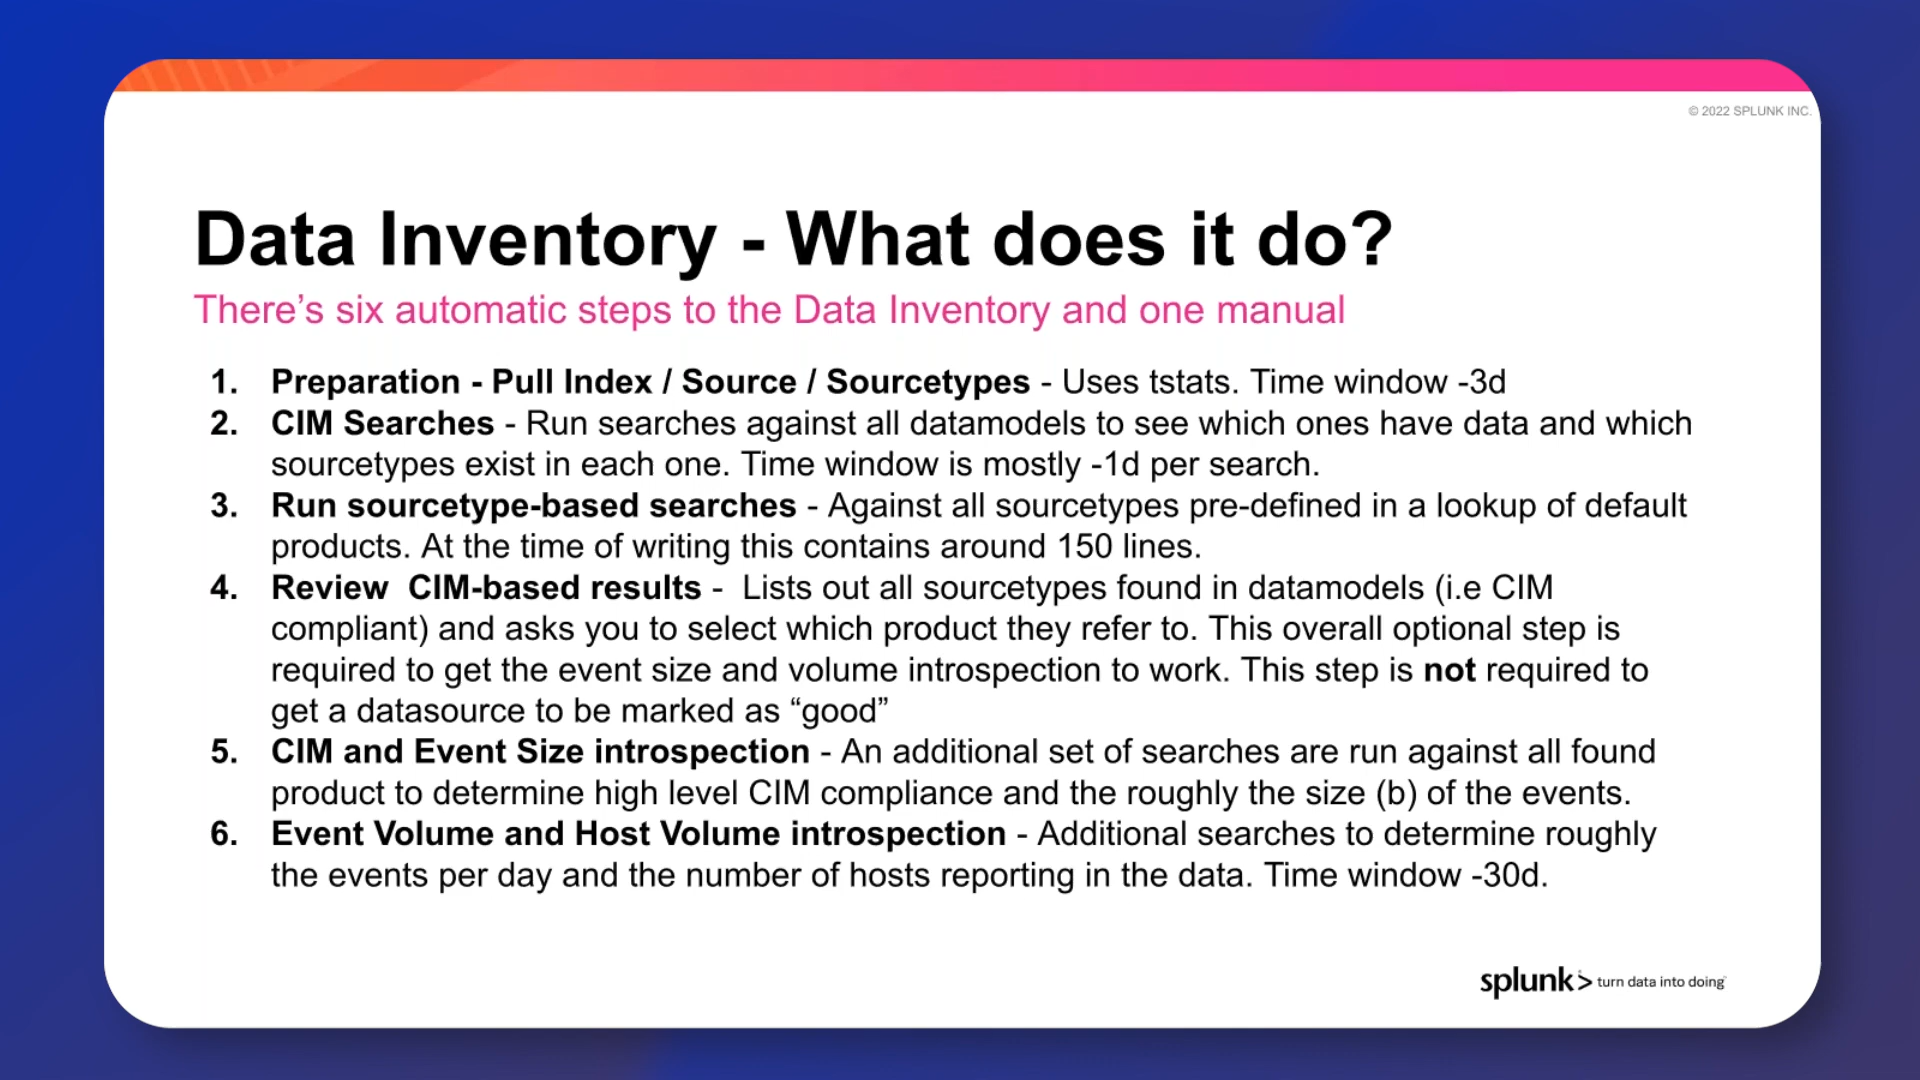 © 2022 SPLUNK INC.
Data Inventory - What does it do?
There’s six automatic steps to the Data Inventory and one manual
1. Preparation - Pull Index / Source / Sourcetypes - Uses tstats. Time window -3d
2. CIM Searches - Run searches against all datamodels to see which ones have data and which
sourcetypes exist in each one. Time window is mostly -1d per search.
3. Run sourcetype-based searches - Against all sourcetypes pre-defined in a lookup of default
products. At the time of writing this contains around 150 lines.
4. Review  CIM-based results -  Lists out all sourcetypes found in datamodels (i.e CIM
compliant) and asks you to select which product they refer to. This overall optional step is
required to get the event size and volume introspection to work. This step is not required to
get a datasource to be marked as “good”
5. CIM and Event Size introspection - An additional set of searches are run against all found
product to determine high level CIM compliance and the roughly the size (b) of the events.
6. Event Volume and Host Volume introspection - Additional searches to determine roughly
the events per day and the number of hosts reporting in the data. Time window -30d.
splunk> turn data into doing